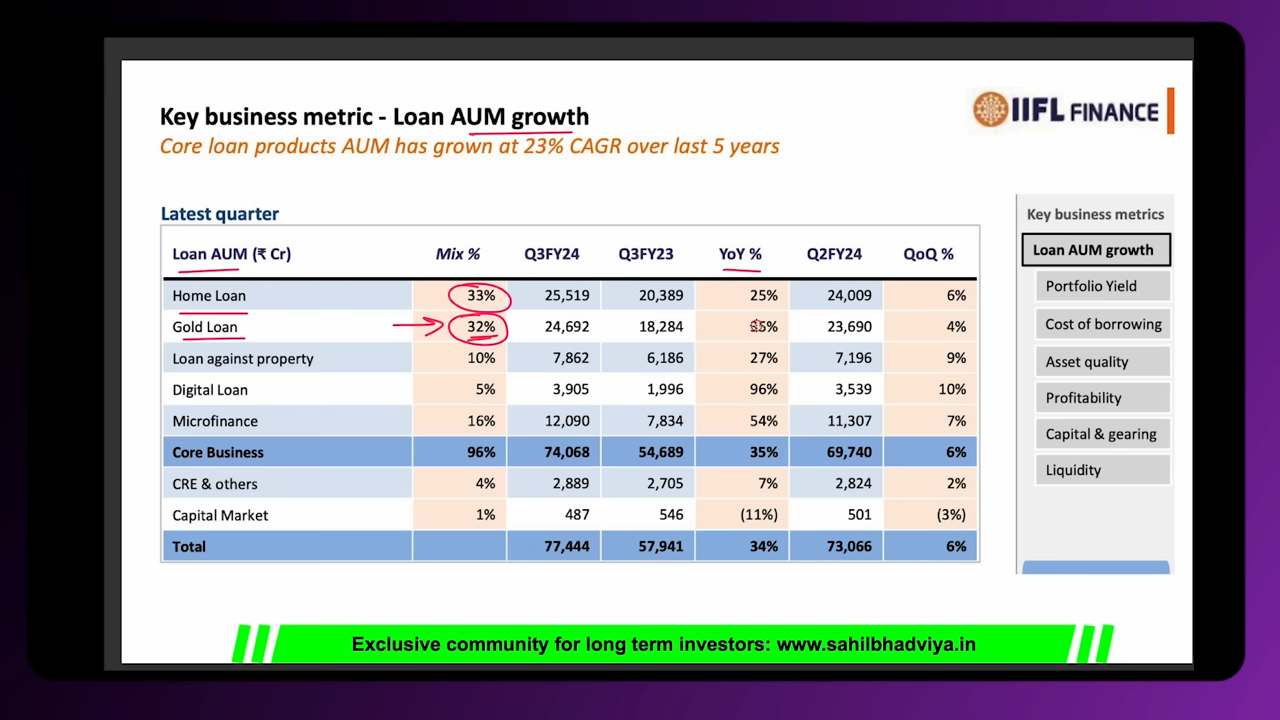 Key business metric - Loan AUM growth
IIFL FINANCE
Core loan products AUM has grown at 23% CAGR over last 5 years
Latest quarter
Loan AUM (₹ Cr) Mix % Q3FY24 Q3FY23 YoY % Q2FY24 QoQ %
Home Loan 33% 25,519 20,389 25% 24,009 6%
Gold Loan 32% 24,692 18,284 23,690 4%
Loan against property 10% 7,862 6,186 27% 7,196 9%
Digital Loan 5% 3,905 1,996 96% 3,539 10%
Microfinance 16% 12,090 7,834 54% 11,307 7%
Core Business 96% 74,068 54,689 35% 69,740 6%
CRE & others 4% 2,889 2,705 7% 2,824 2%
Capital Market 1% 487 546 (11%) 501 (3%)
Total 77,444 57,941 34% 73,066 6%
Key business metrics
Loan AUM growth
Portfolio Yield
Cost of borrowing
Asset quality
Profitability
Capital & gearing
Liquidity
Exclusive community for long term investors: www.sahilbhadviya.in